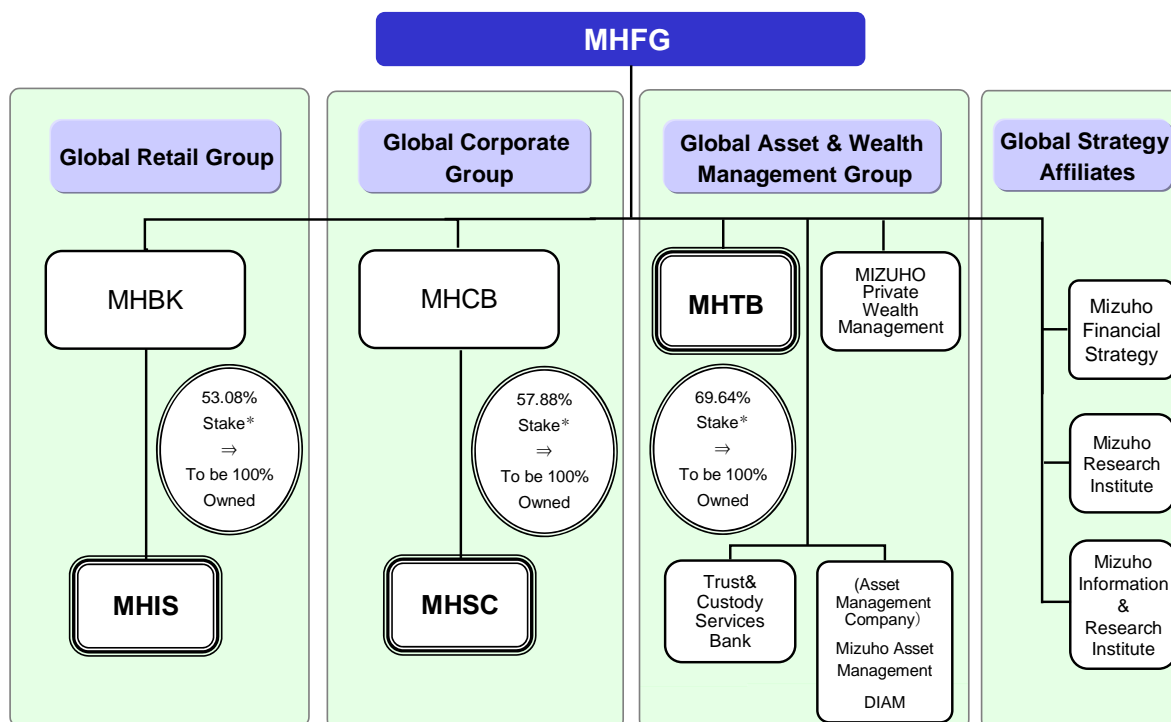 MHFG
Global Retail Group
Global Corporate
Group
Global Asset & Wealth
Management Group
Global Strategy
Affiliates
MHBK
MHCB
MHTB
MIZUHO
Private
Wealth
Management
Mizuho
Financial
Strategy
53.08%
Stake*
⇒
To be 100%
Owned
57.88%
Stake*
⇒
To be 100%
Owned
69.64%
Stake*
⇒
To be 100%
Owned
Mizuho
Research
Institute
MHIS
MHSC
Trust&
Custody
Services
Bank
(Asset
Management
Company)
Mizuho Asset
Management
DIAM
Mizuho
Information
&
Research
Institute